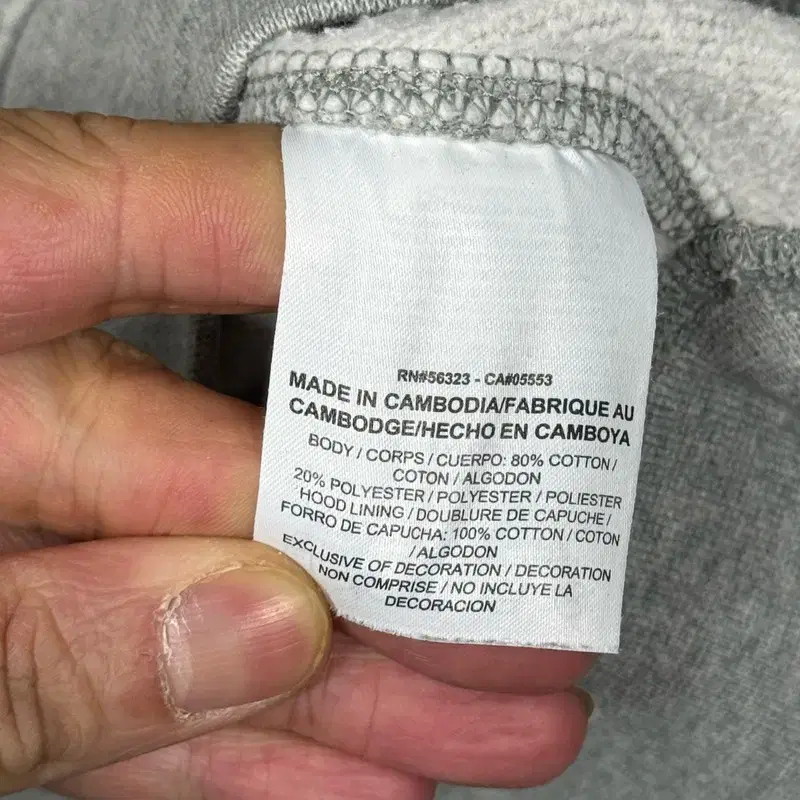 RN#56323 - CA#05553
MADE IN CAMBODIA/FABRIQUE AU
CAMBODGE/HECHO EN CAMBOYA
BODY / CORPS / CUERPO: 80% COTTON /
COTON / ALGODON
20% POLYESTER / POLYESTER / POLIESTER
HOOD LINING / DOUBLURE DE CAPUCHE /
FORRO DE CAPUCHA: 100% COTTON / COTON
/ ALGODON
EXCLUSIVE OF DECORATION / DECORATION
NON COMPRISE / NO INCLUYE LA
DECORACION